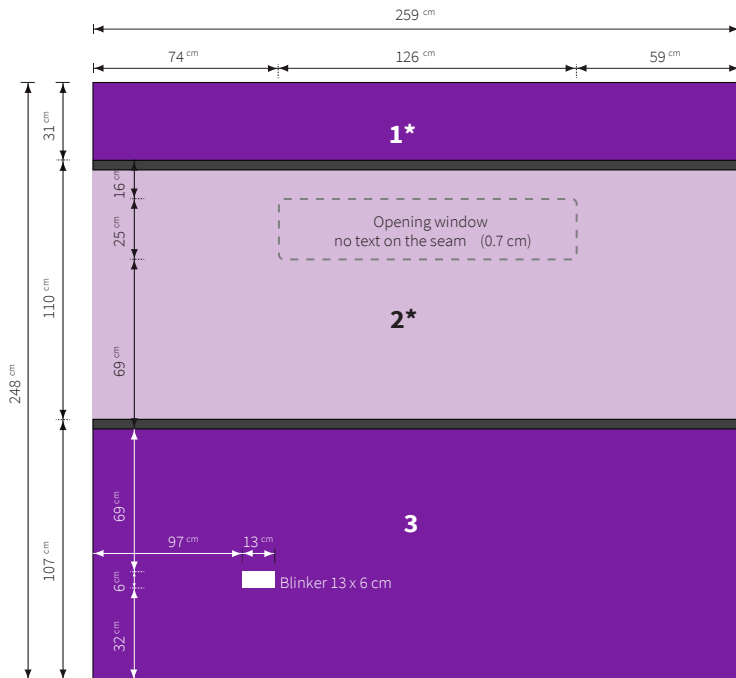 259 cm
74 cm 126 cm 59 cm
31 cm
1*
16 cm
25 cm
Opening window
no text on the seam (0.7 cm)
110 cm
2*
69 cm
248 cm
3
69 cm
97 cm 13 cm
107 cm
6 cm
Blinker 13 x 6 cm
32 cm